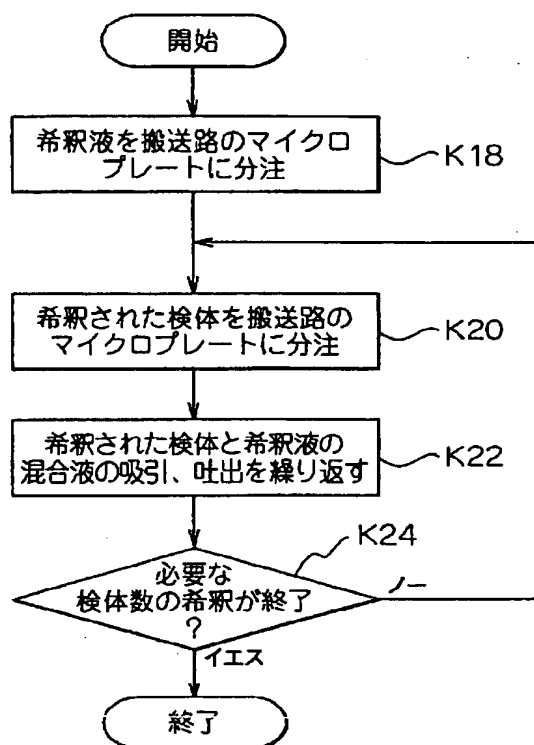 開始
希釈液を搬送路のマイクロ
プレートに分注
K18
希釈された検体を搬送路の
マイクロプレートに分注
K20
希釈された検体と希釈液の
混合液の吸引、吐出を繰り返す
K22
K24
必要な
検体数の希釈が終了
?
ノー
イエス
終了